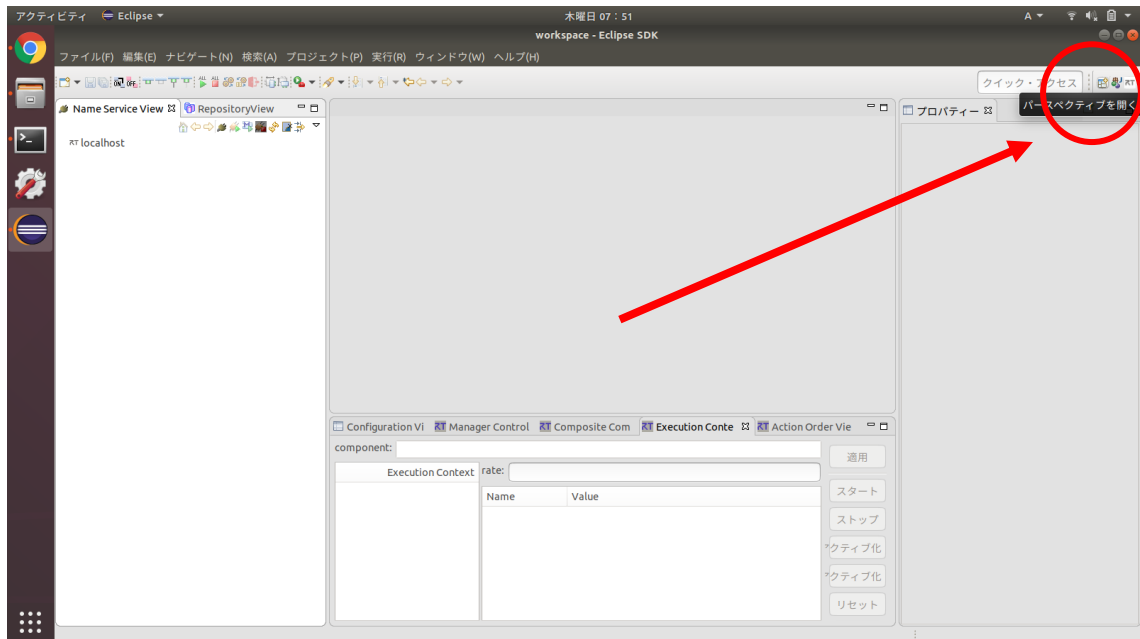 アクティビティ Eclipse 木曜日 07：51 A
workspace - Eclipse SDK
ファイル(F) 編集(E) ナビゲート(N) 検索(A) プロジェクト(P) 実行(R) ウィンドウ(W) ヘルプ(H)
クイック・アクセス
パースペクティブを開く
Name Service View RepositoryView
プロパティー
RT localhost
Configuration Vi RT Manager Control RT Composite Com RT Execution Conte RT Action Order Vie
component:
適用
Execution Context rate:
Name Value
スタート
ストップ
クティブ化
クティブ化
リセット